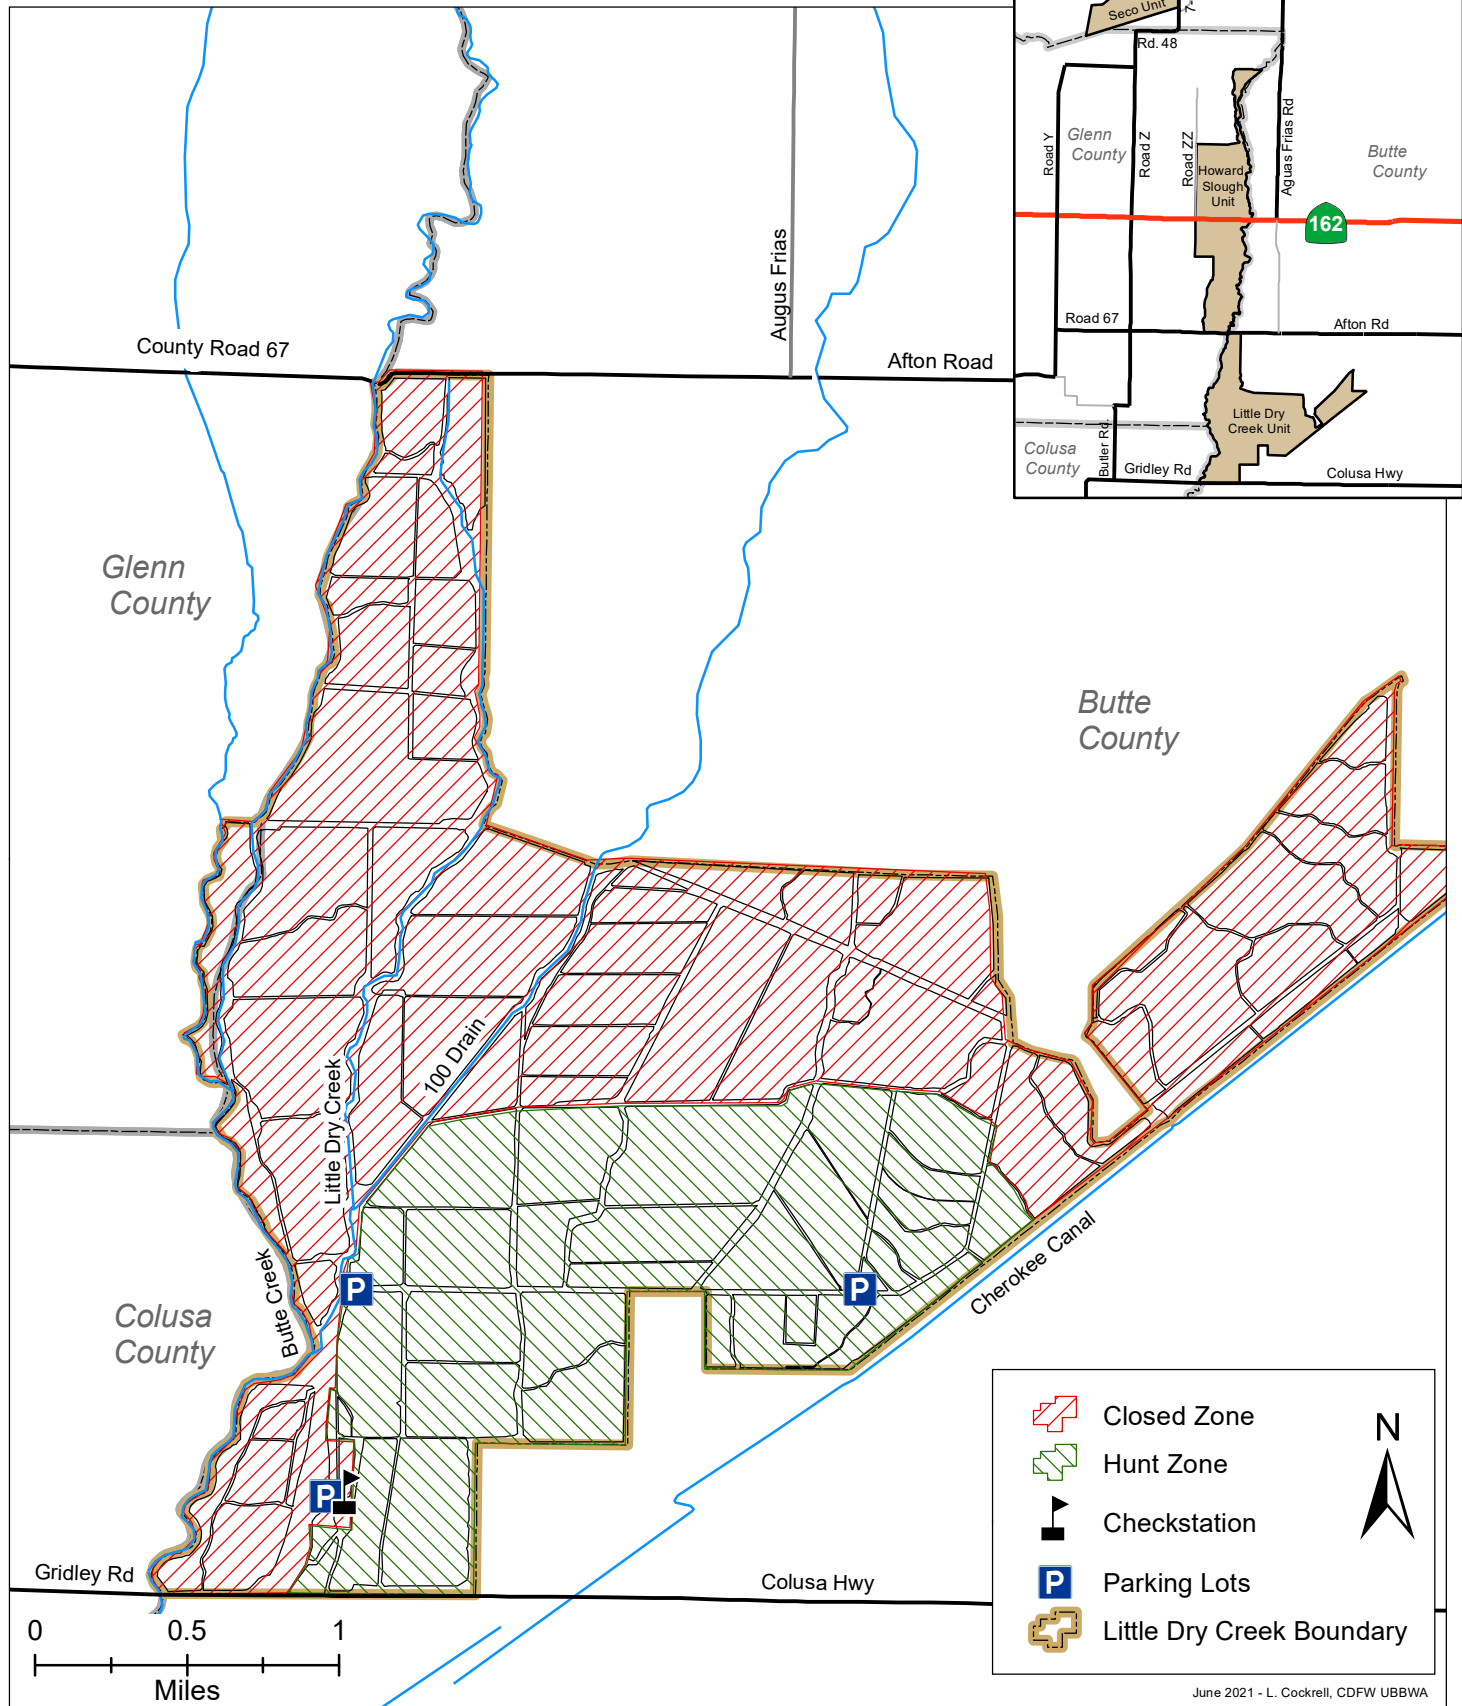 Seco Unit
Rd. 48
Road Y
Glenn
County
Road Z
Road ZZ
Howard
Slough
Unit
Aguas Frias Rd
Butte
County
162
Road 67
Afton Rd
Little Dry
Creek Unit
Colusa
County
Butler Rd.
Gridley Rd
Colusa Hwy
Augus Frias
County Road 67
Afton Road
Glenn
County
Butte
County
100 Drain
Little Dry Creek
Butte Creek
Cherokee Canal
P
P
Colusa
County
P
Gridley Rd
Colusa Hwy
0
0.5
1
Miles
Closed Zone
Hunt Zone
Checkstation
P
Parking Lots
Little Dry Creek Boundary
N
June 2021 - L. Cockrell, CDFW UBBWA